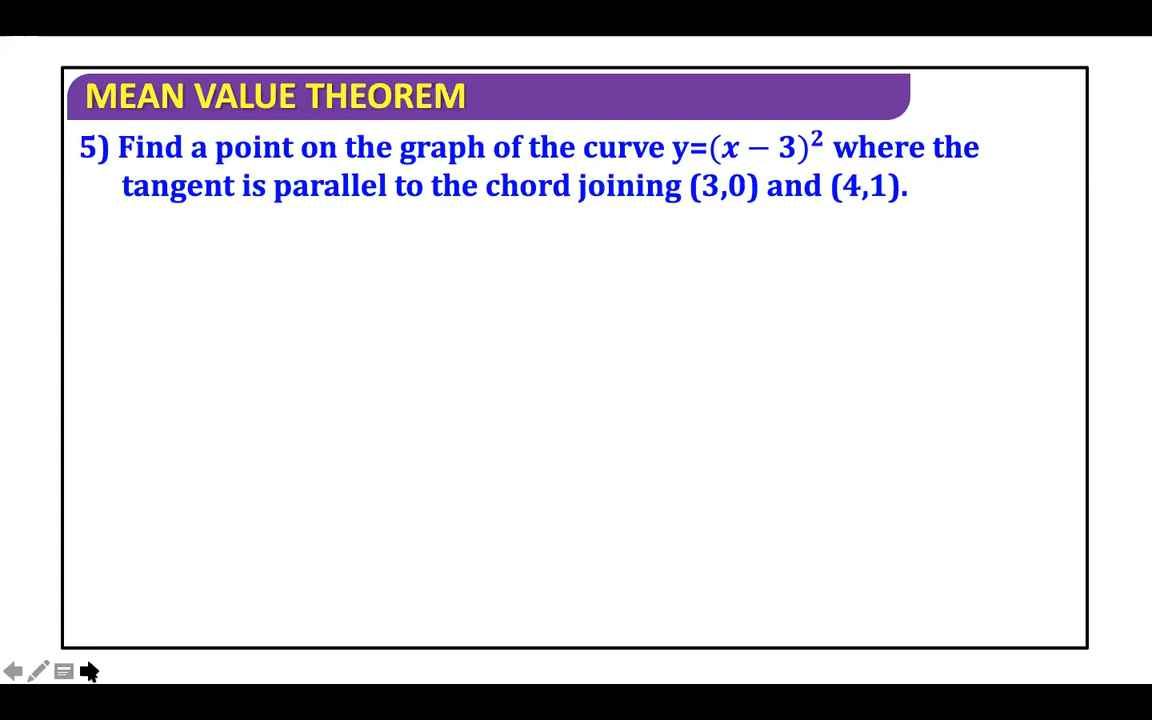 MEAN VALUE THEOREM
5) Find a point on the graph of the curve y=(x − 3)² where the
tangent is parallel to the chord joining (3,0) and (4,1).